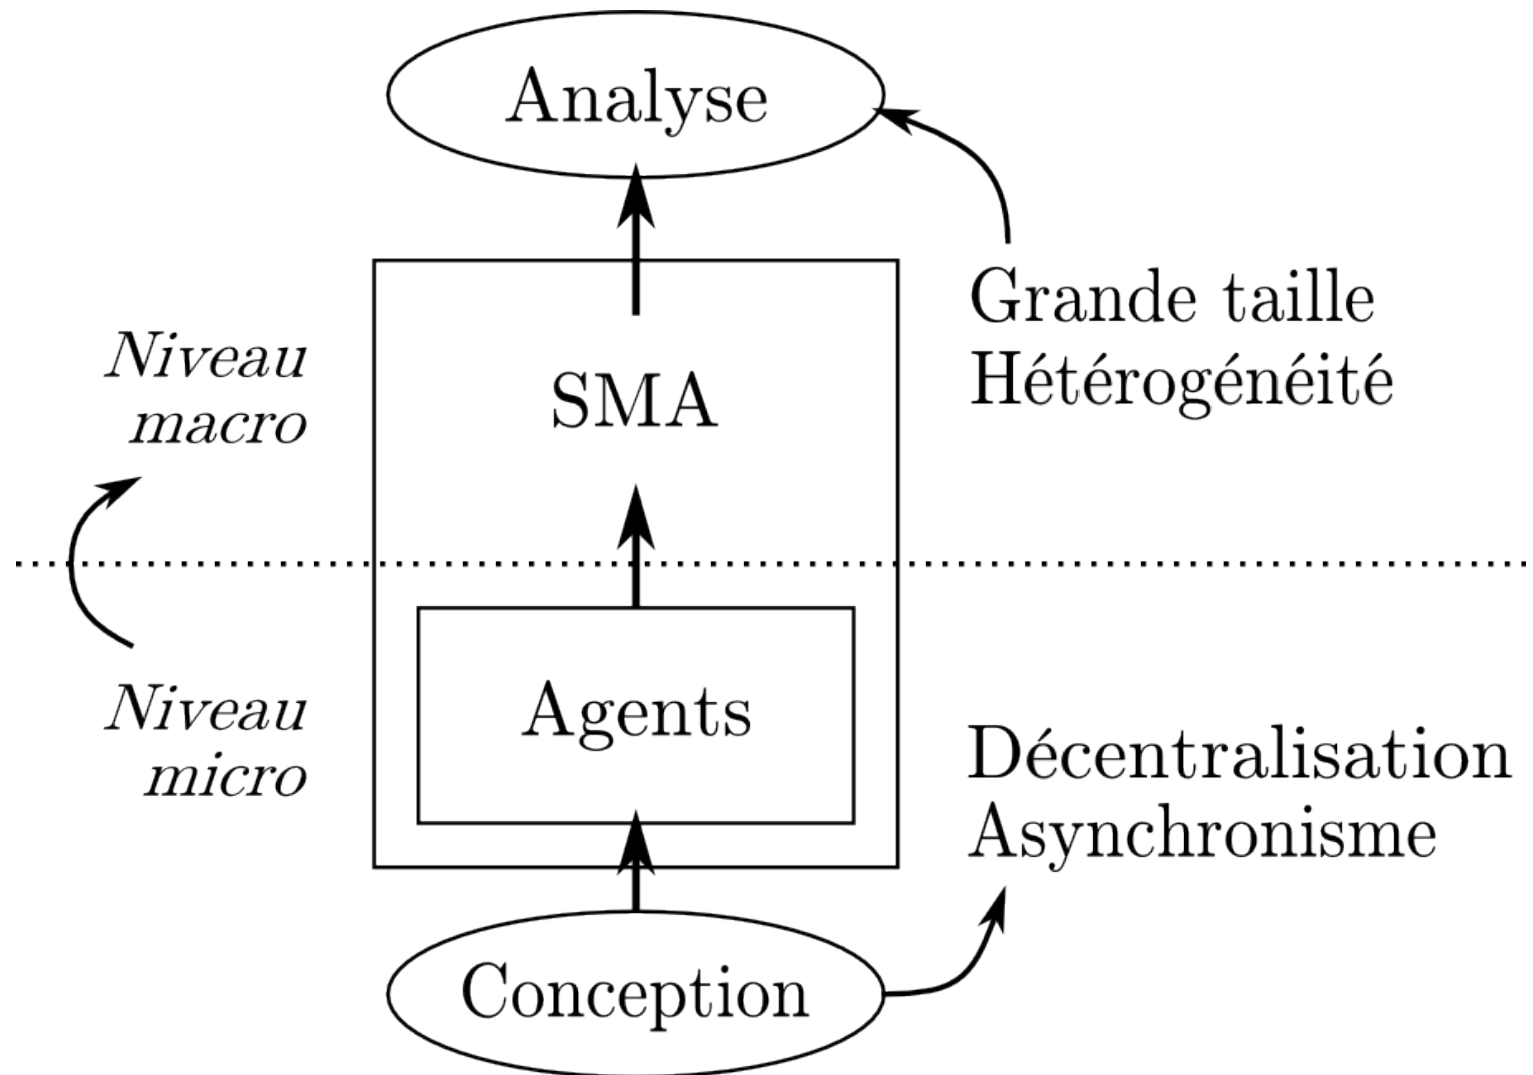 Analyse
Grande taille
Hétérogénéité
Niveau
macro
SMA
Niveau
micro
Agents
Décentralisation
Asynchronisme
Conception